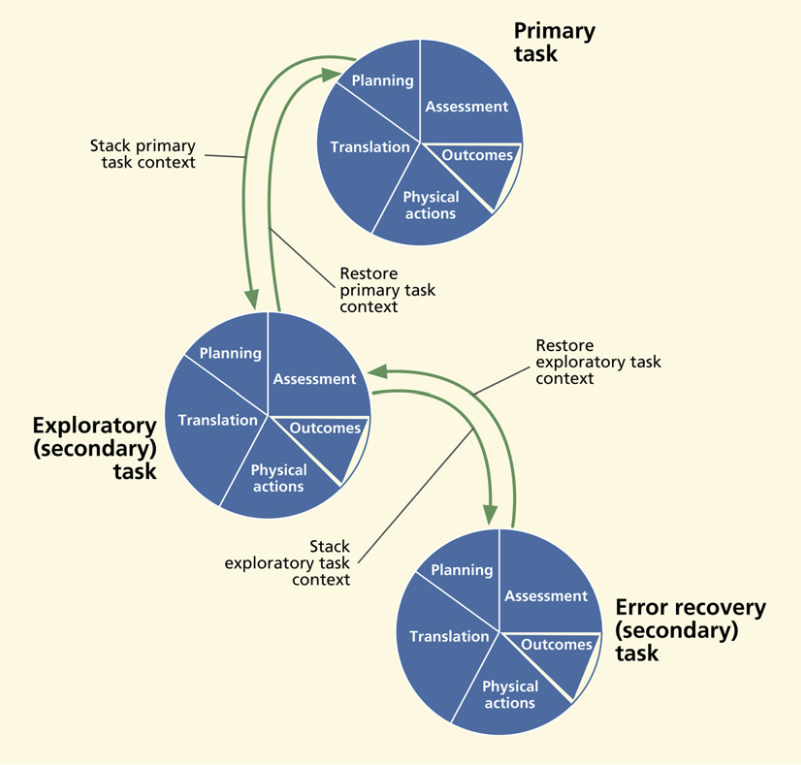 Primary
task
Planning
Assessment
Translation
Outcomes
Physical
actions
Stack primary
task context
Restore
primary task
context
Planning
Assessment
Translation
Outcomes
Physical
actions
Exploratory
(secondary)
task
Restore
exploratory task
context
Stack
exploratory task
context
Planning
Assessment
Translation
Outcomes
Physical
actions
Error recovery
(secondary)
task